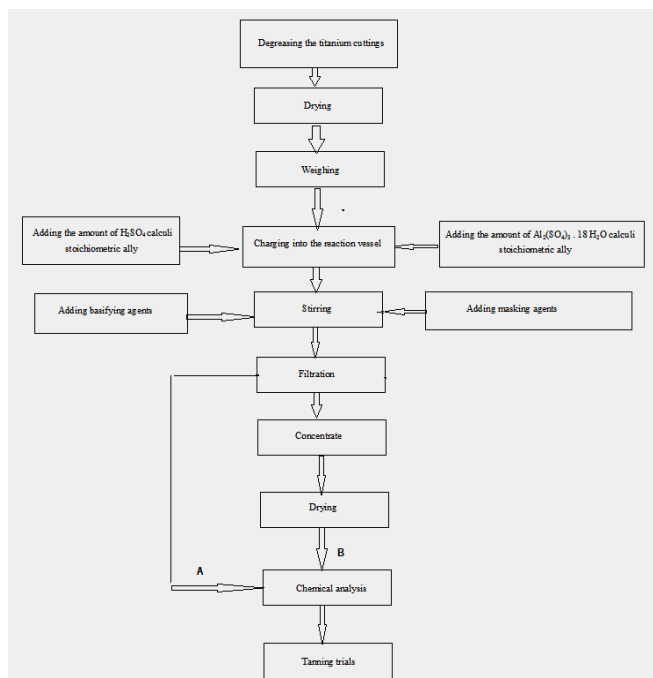 Degreasing the titanium cuttings
Drying
Weighing
Adding the amount of H₂SO₄ calculi
stoichiometric ally
Charging into the reaction vessel
Adding the amount of Al₂(SO₄)₃ . 18 H₂O calculi
stoichiometric ally
Adding basifying agents
Stirring
Adding masking agents
Filtration
Concentrate
Drying
B
A
Chemical analysis
Tanning trials